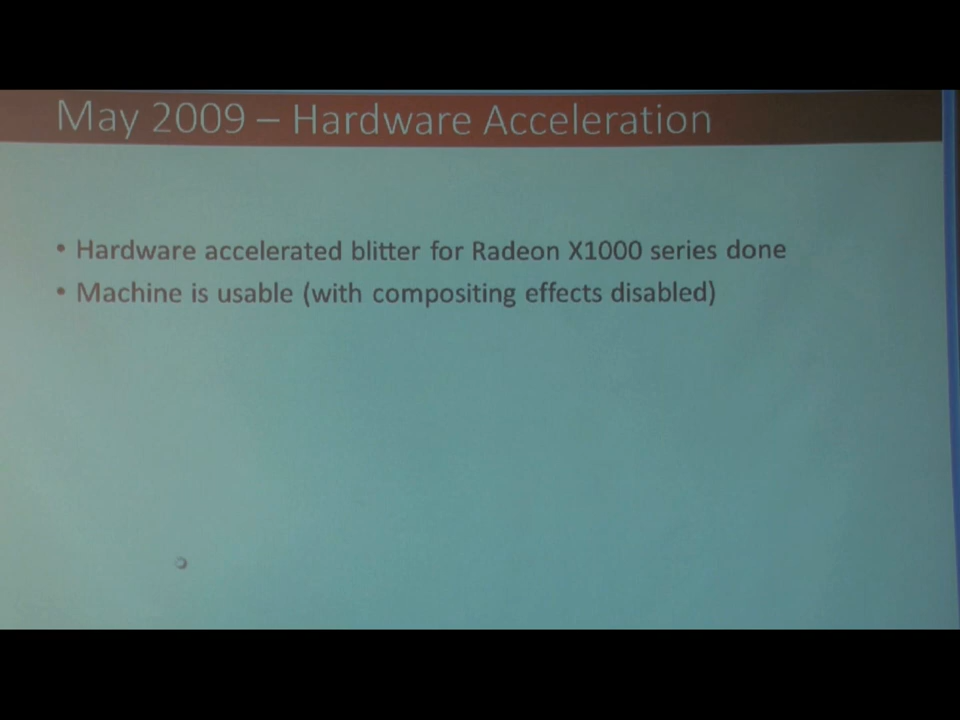 May 2009 – Hardware Acceleration
• Hardware accelerated blitter for Radeon X1000 series done
• Machine is usable (with compositing effects disabled)